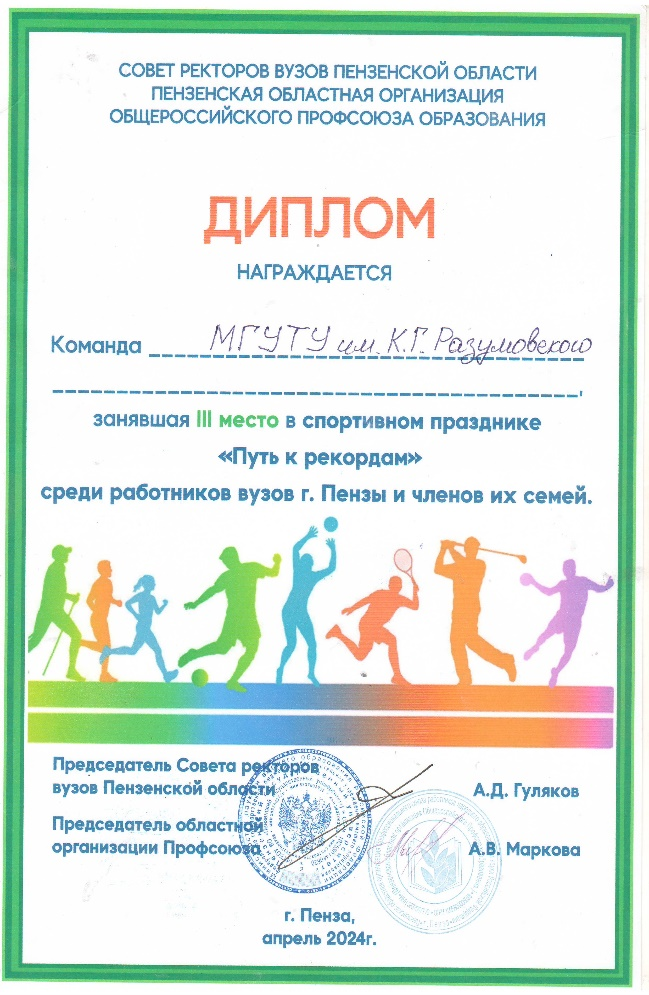 СОВЕТ РЕКТОРОВ ВУЗОВ ПЕНЗЕНСКОЙ ОБЛАСТИ
ПЕНЗЕНСКАЯ ОБЛАСТНАЯ ОРГАНИЗАЦИЯ
ОБЩЕРОССИЙСКОГО ПРОФСОЮЗА ОБРАЗОВАНИЯ
ДИПЛОМ
НАГРАЖДАЕТСЯ
Команда МГУТУ им. К.Г. Разумовского
занявшая III место в спортивном празднике
«Путь к рекордам»
среди работников вузов г. Пензы и членов их семей.
Председатель Совета ректоров
вузов Пензенской области А.Д. Гуляков
Председатель областной
организации Профсоюза А.В. Маркова
г. Пенза,
апрель 2024г.